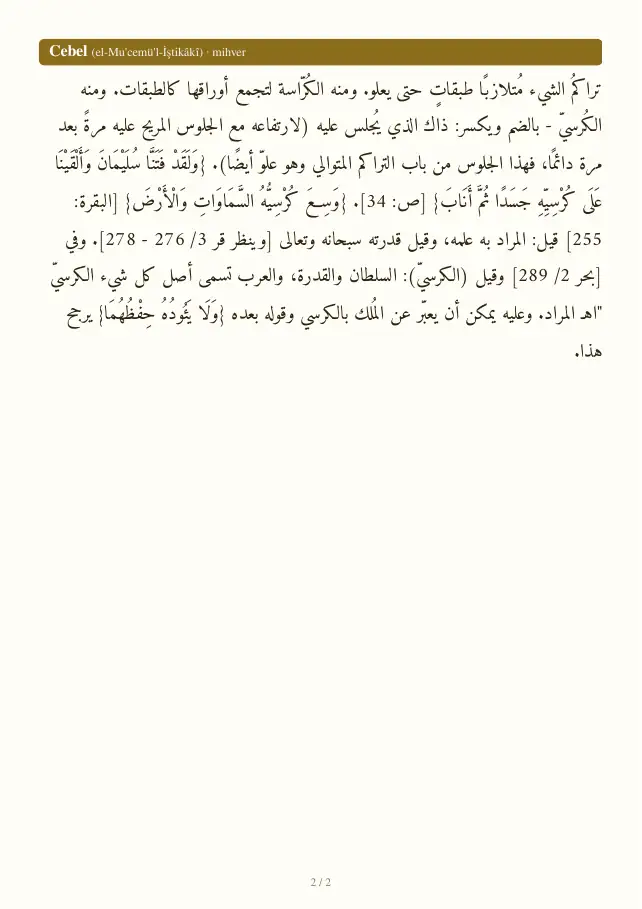 Cebel (el-Mu'cemü'l-İştikâkî) · mihver
تراكمُ الشيء مُتلازبًا طبقاتٍ حتى يعلو. ومنه الكُرّاسة لتجمع أوراقها كالطبقات. ومنه
الكُرسيّ - بالضم ويكسر: ذاك الذي يُجلس عليه (لارتفاعه مع الجلوس المريح عليه مرةً بعد
مرة دائمًا، فهذا الجلوس من باب التراكم المتوالي وهو علوّ أيضًا). {وَلَقَدْ فَتَنَّا سُلَيْمَانَ وَأَلْقَيْنَا
عَلَى كُرْسِيِّهِ جَسَدًا ثُمَّ أَنَابَ} [ص: 34]. {وَسِعَ كُرْسِيُّهُ السَّمَاوَاتِ وَالْأَرْضَ} [البقرة:
255] قيل: المراد به علمه، وقيل قدرته سبحانه وتعالى [وينظر قر 3/ 276 - 278]. وفي
[بحر 2/ 289] وقيل (الكرسيّ): السلطان والقدرة، والعرب تسمى أصل كل شيء الكرسيّ
"اهـ المراد. وعليه يمكن أن يعبّر عن المُلك بالكرسي وقوله بعده {وَلَا يَئُودُهُ حِفْظُهُمَا} يرجح
هذا.
2 / 2